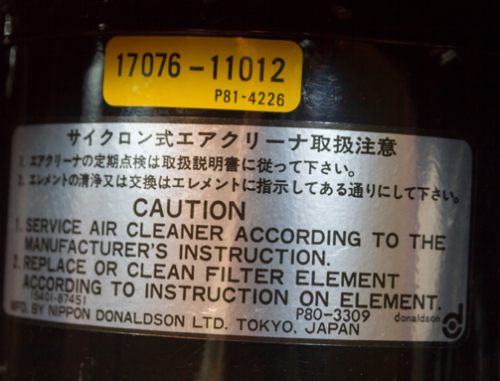 17076-11012
P81-4226
サイクロン式エアクリーナ取扱注意
1. エアクリーナの定期点検は取扱説明書に従って下さい。
2. エレメントの清浄又は交換はエレメントに指示してある通りにして下さい。
CAUTION
1. SERVICE AIR CLEANER ACCORDING TO THE
MANUFACTURER'S INSTRUCTION.
2. REPLACE OR CLEAN FILTER ELEMENT
ACCORDING TO INSTRUCTION ON ELEMENT.
15401-87451
P80-3309
donaldson
MFD. BY NIPPON DONALDSON LTD. TOKYO, JAPAN